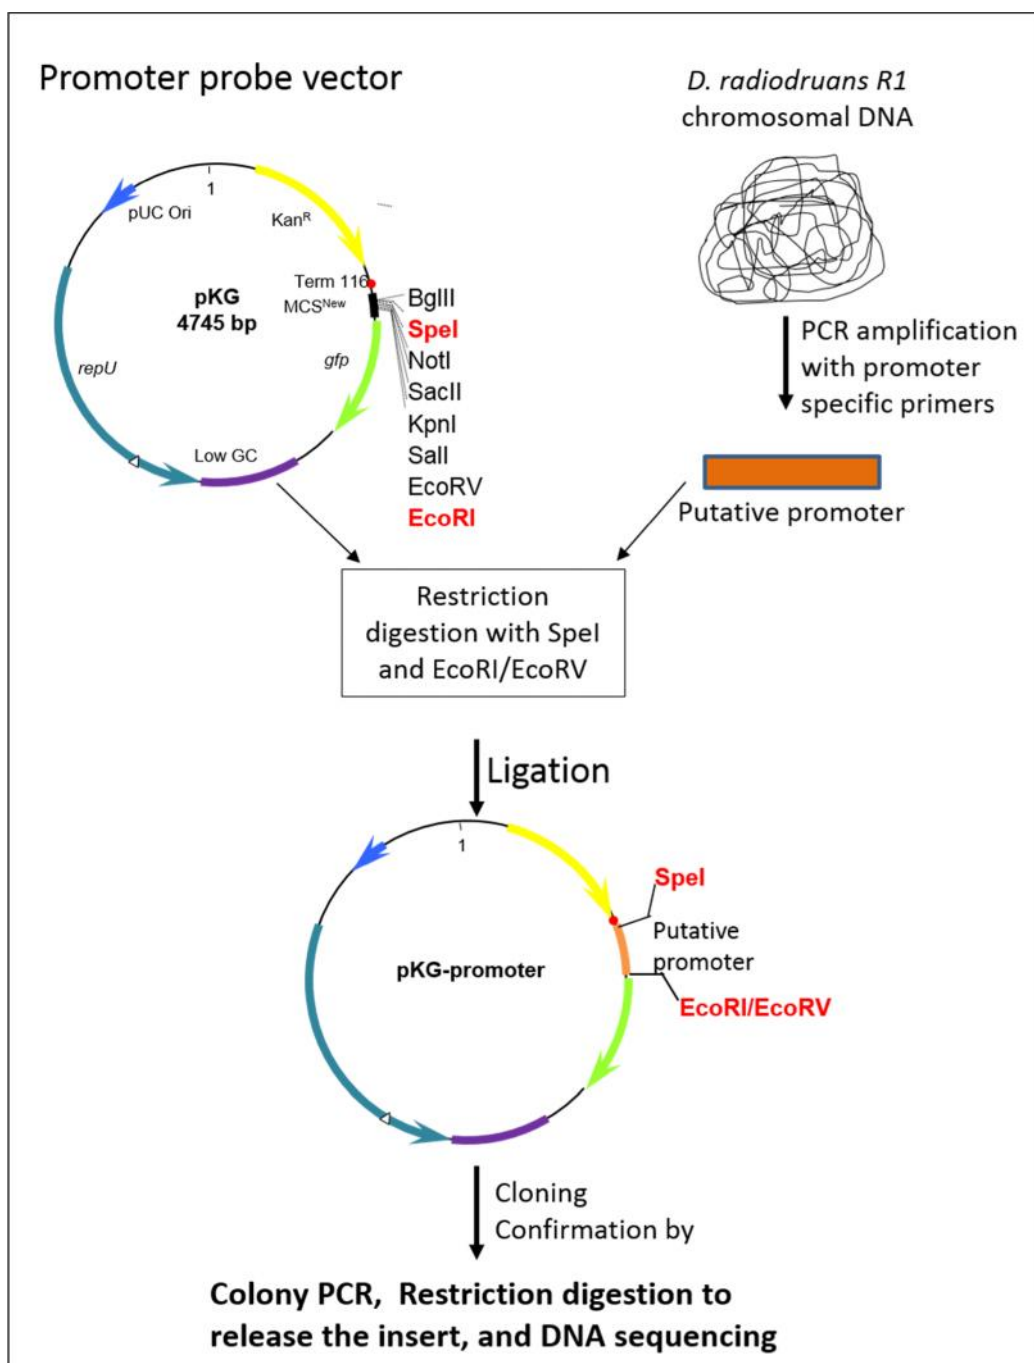 Promoter probe vector
D. radiodruans R1
chromosomal DNA
1
pUC Ori
KanR
Term 116
MCSNew
pKG
4745 bp
repU
gfp
Low GC
BglII
SpeI
NotI
SacII
KpnI
SalI
EcoRV
EcoRI
PCR amplification
with promoter
specific primers
Putative promoter
Restriction
digestion with SpeI
and EcoRI/EcoRV
Ligation
1
SpeI
Putative
promoter
pKG-promoter
EcoRI/EcoRV
Cloning
Confirmation by
Colony PCR, Restriction digestion to
release the insert, and DNA sequencing